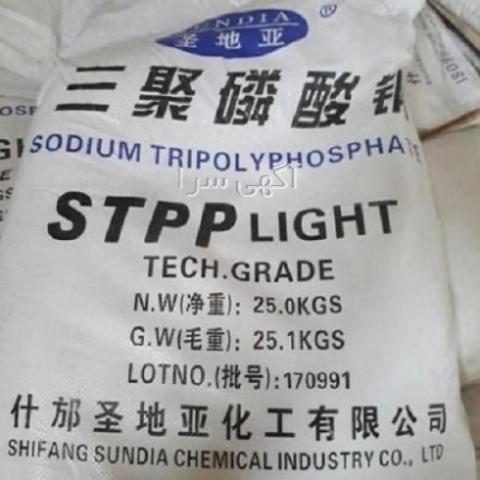 SUNDIA
圣地亚
三聚磷酸钠
SODIUM TRIPOLYPHOSPHATE
آگهی سرا
STPP LIGHT
TECH.GRADE
N.W(净重): 25.0KGS
G.W(毛重): 25.1KGS
LOTNO.(批号):170991
什邡圣地亚化工有限公司
SHIFANG SUNDIA CHEMICAL INDUSTRY CO., LTD